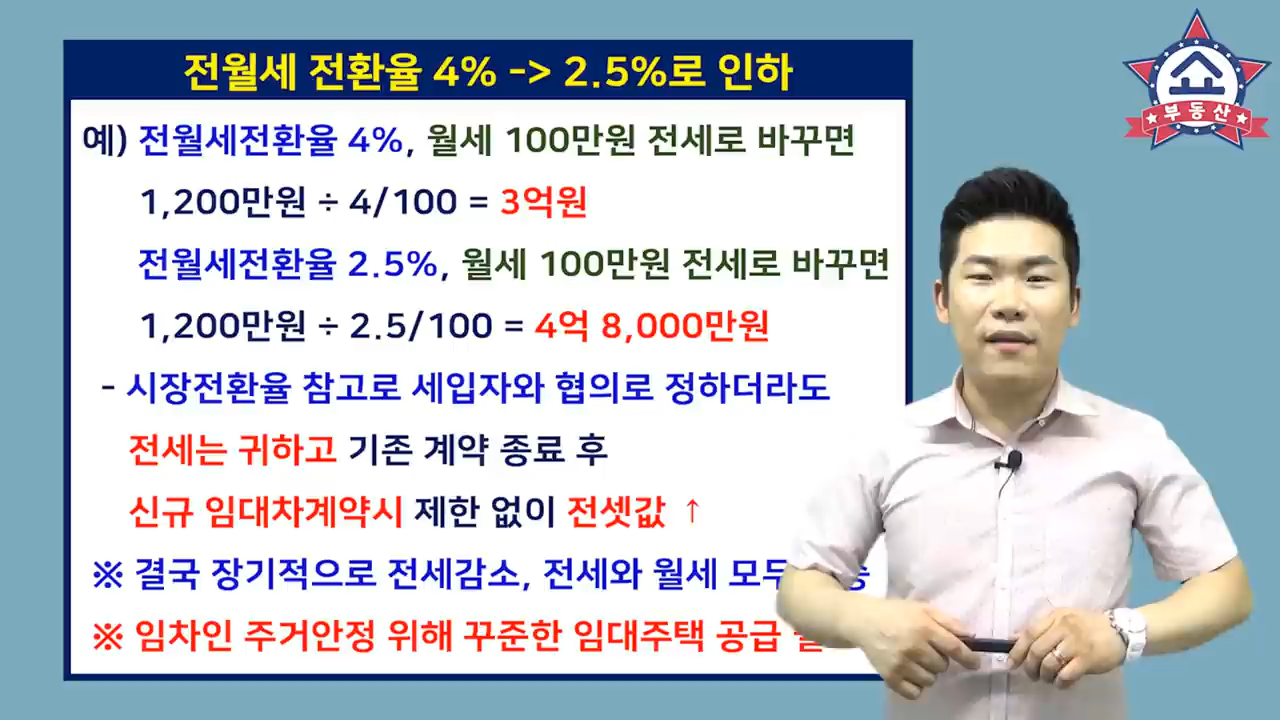 전월세 전환율 4% -> 2.5%로 인하
예) 전월세전환율 4%, 월세 100만원 전세로 바꾸면
1,200만원 ÷ 4/100 = 3억원
전월세전환율 2.5%, 월세 100만원 전세로 바꾸면
1,200만원 ÷ 2.5/100 = 4억 8,000만원
- 시장전환율 참고로 세입자와 협의로 정하더라도
전세는 귀하고 기존 계약 종료 후
신규 임대차계약시 제한 없이 전셋값 ↑
※ 결국 장기적으로 전세감소, 전세와 월세 모두
※ 임차인 주거안정 위해 꾸준한 임대주택 공급
쇼
부동산